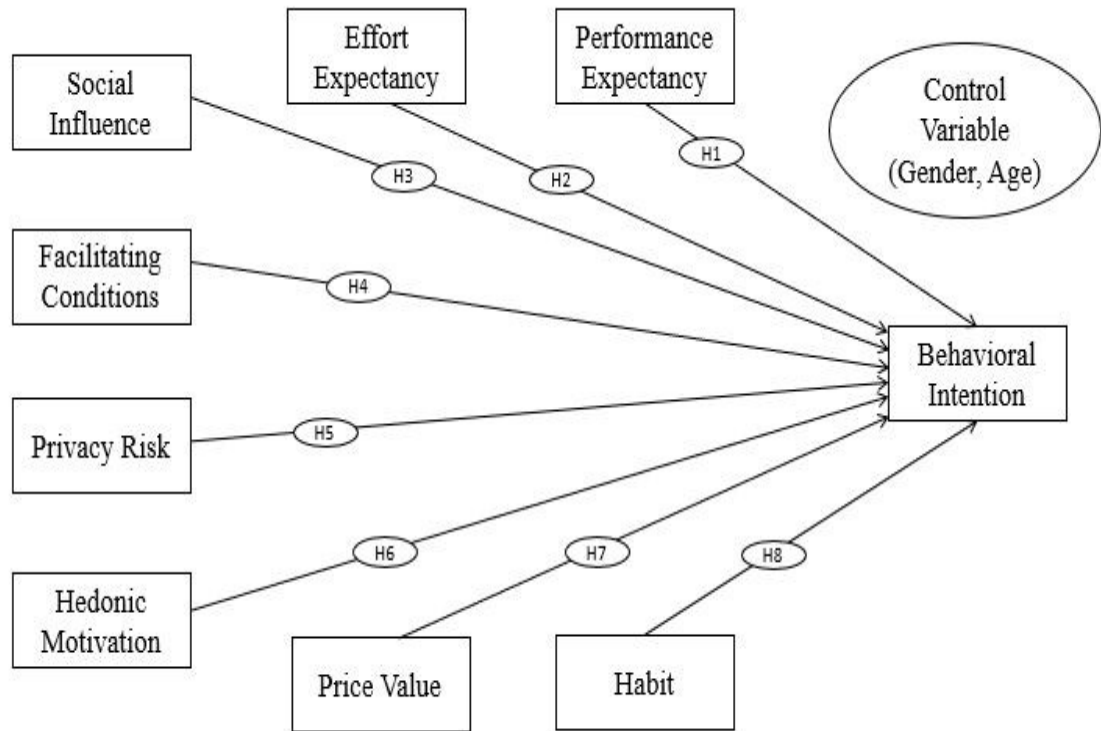 Effort
Expectancy
Performance
Expectancy
Social
Influence
Control
Variable
(Gender, Age)
H1
H2
H3
Facilitating
Conditions
H4
Behavioral
Intention
Privacy Risk
H5
H6
H7
H8
Hedonic
Motivation
Price Value
Habit